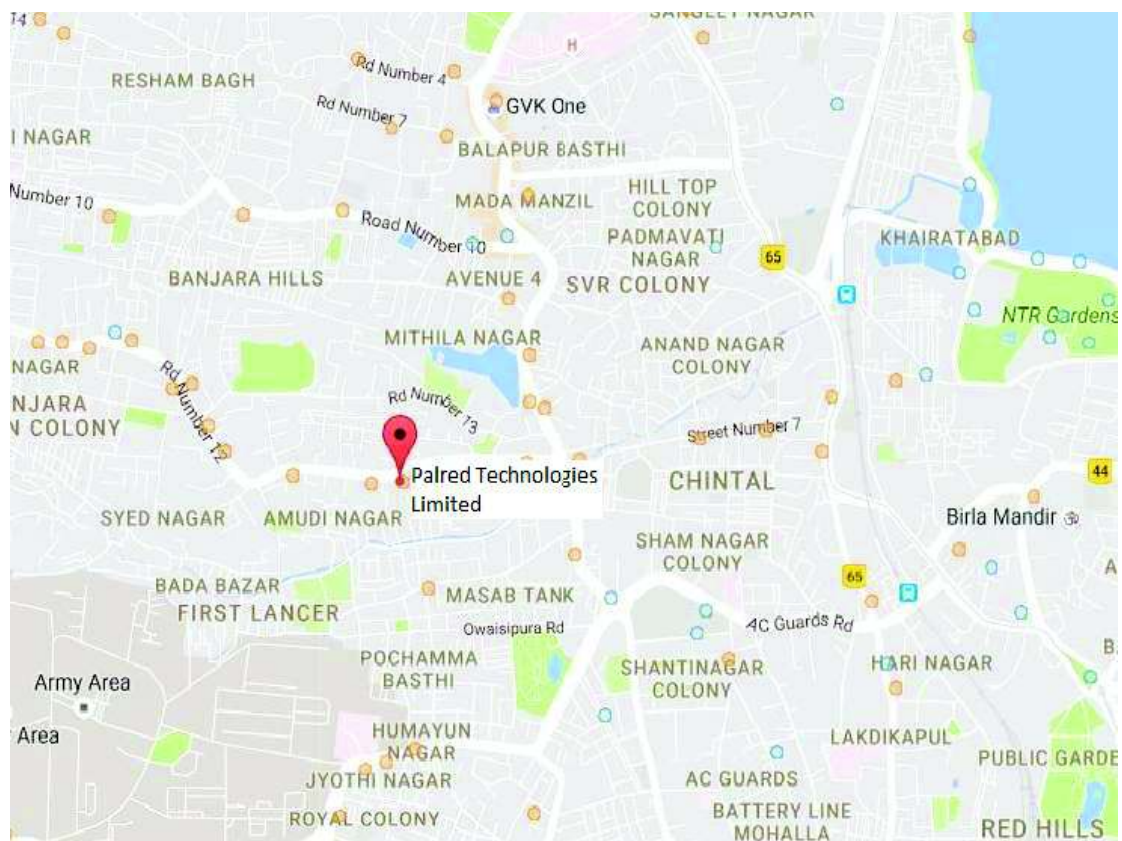 14
SANGEET NAGAR
H
RESHAM BAGH
Rd Number 4
GVK One
Rd Number 7
I NAGAR
BALAPUR BASTHI
Number 10
MADA MANZIL
HILL TOP
COLONY
Road Number 10
PADMAVATI
NAGAR
KHAIRATABAD
65
BANJARA HILLS
AVENUE 4
SVR COLONY
NTR Gardens
MITHILA NAGAR
ANAND NAGAR
COLONY
NAGAR
Rd Number 12
Rd Number 13
NJARA
N COLONY
Street Number 7
Palred Technologies
Limited
CHINTAL
44
SYED NAGAR
AMUDI NAGAR
Birla Mandir
SHAM NAGAR
COLONY
A
65
BADA BAZAR
MASAB TANK
FIRST LANCER
Owaisipura Rd
AC Guards Rd
B
POCHAMMA
BASTHI
SHANTINAGAR
COLONY
HARI NAGAR
Army Area
Area
HUMAYUN
NAGAR
LAKDIKAPUL
PUBLIC GARDE
JYOTHI NAGAR
AC GUARDS
ROYAL COLONY
BATTERY LINE
MOHALLA
RED HILLS